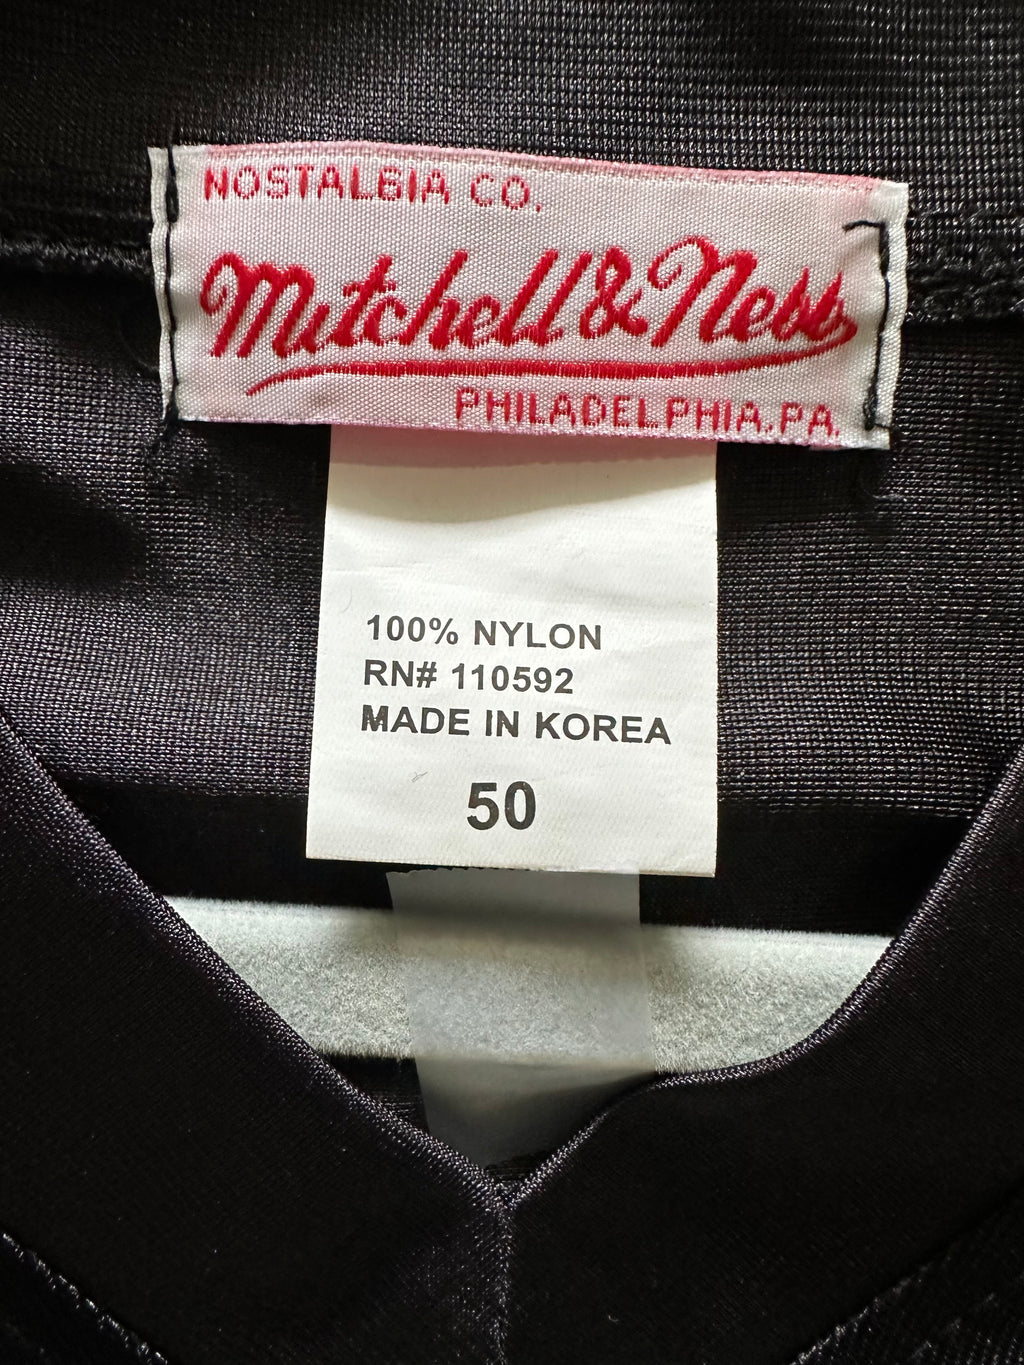 NOSTALGIA CO.
Mitchell & Ness
PHILADELPHIA.PA.
100% NYLON
RN# 110592
MADE IN KOREA
50